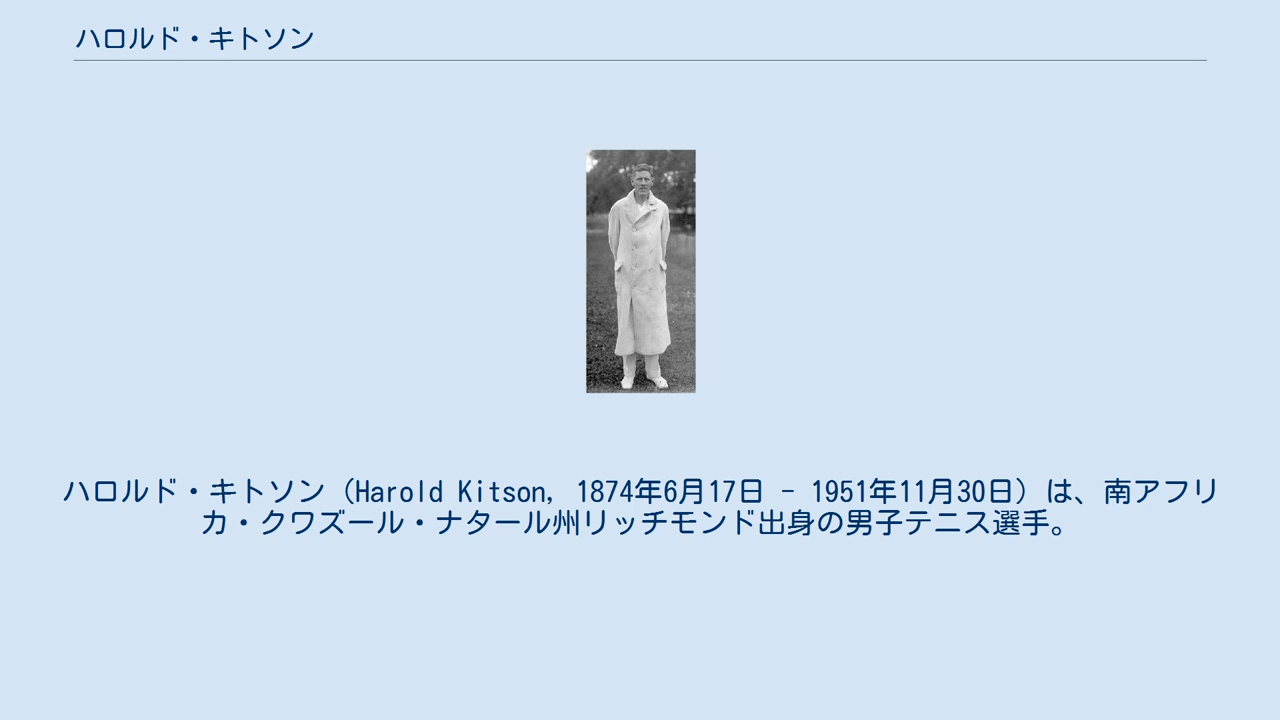 ハロルド・キトソン
ハロルド・キトソン（Harold Kitson, 1874年6月17日 - 1951年11月30日）は、南アフリ
カ・クワズール・ナタール州リッチモンド出身の男子テニス選手。